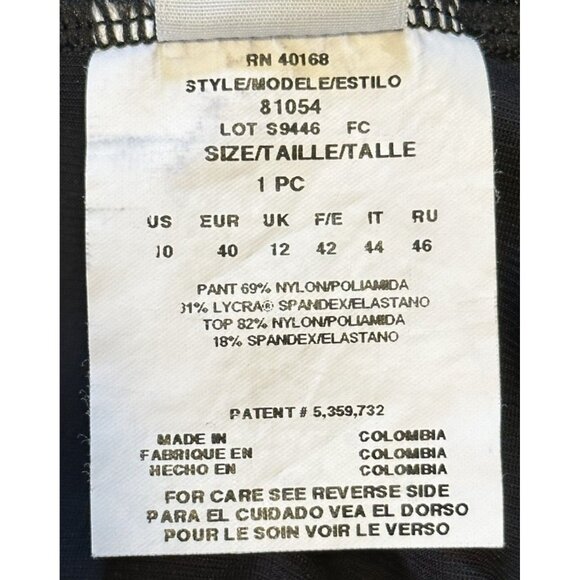 RN 40168
STYLE/MODELE/ESTILO
81054
LOT S9446 FC
SIZE/TAILLE/TALLE
1 PC
US EUR UK F/E IT RU
10 40 12 42 44 46
PANT 69% NYLON/POLIAMIDA
31% LYCRA® SPANDEX/ELASTANO
TOP 82% NYLON/POLIAMIDA
18% SPANDEX/ELASTANO
PATENT # 5,359,732
MADE IN COLOMBIA
FABRIQUE EN COLOMBIA
HECHO EN COLOMBIA
FOR CARE SEE REVERSE SIDE
PARA EL CUIDADO VEA EL DORSO
POUR LE SOIN VOIR LE VERSO